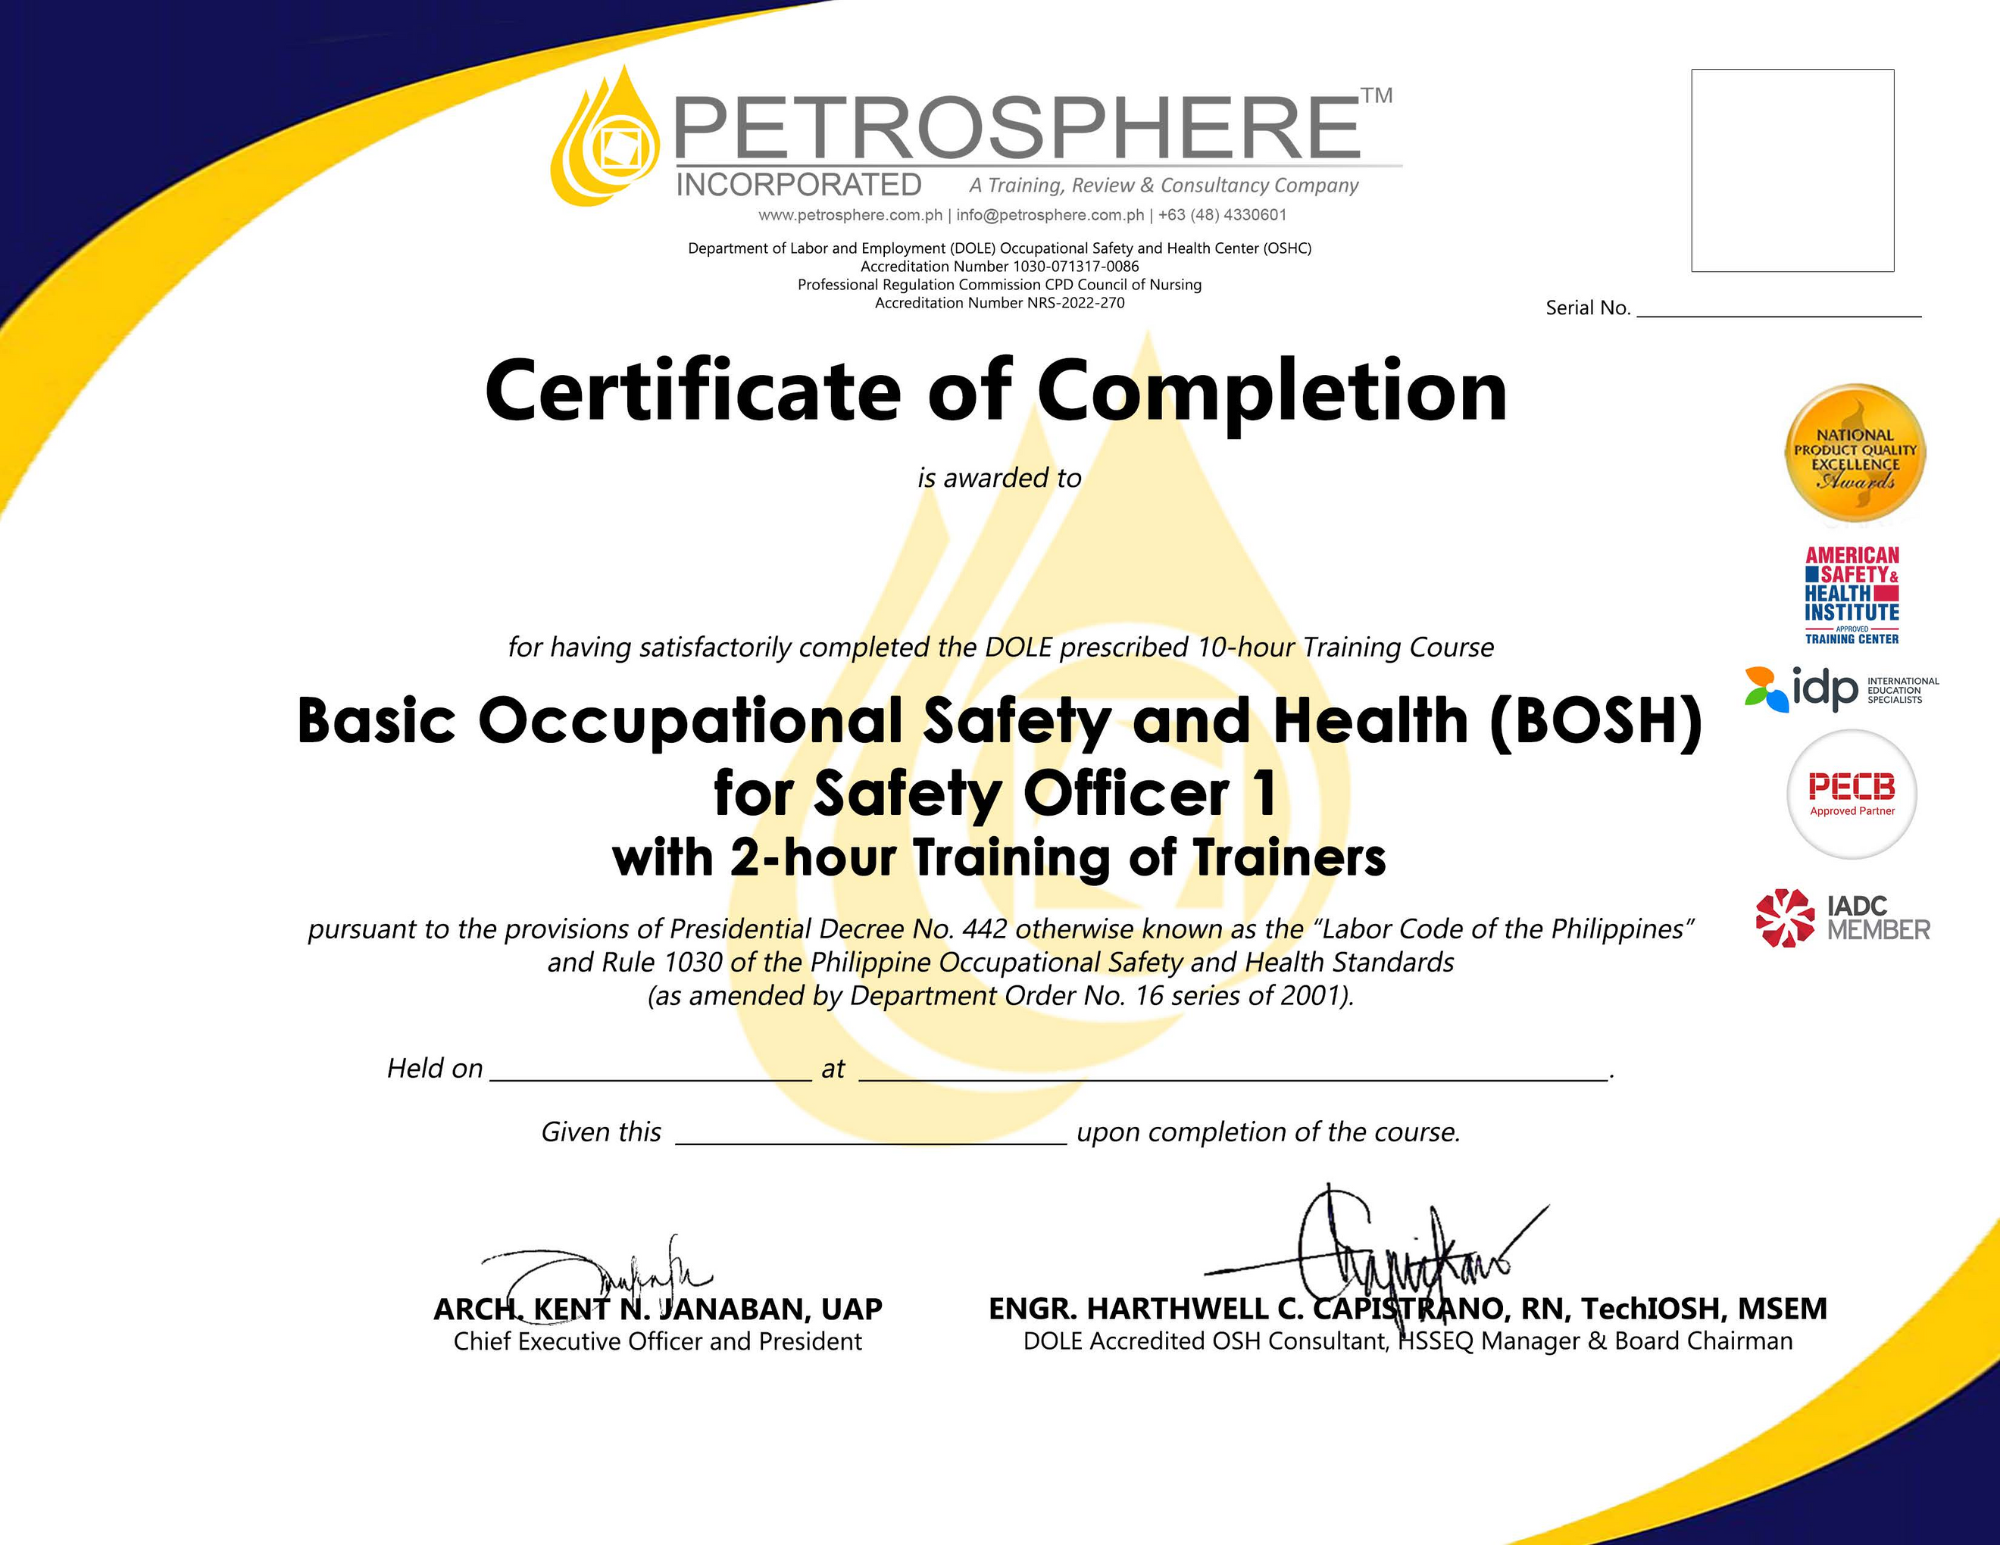 PETROSPHERE™
INCORPORATED
A Training, Review & Consultancy Company
www.petrosphere.com.ph | info@petrosphere.com.ph | +63 (48) 4330601
Department of Labor and Employment (DOLE) Occupational Safety and Health Center (OSHC)
Accreditation Number 1030-071317-0086
Professional Regulation Commission CPD Council of Nursing
Accreditation Number NRS-2022-270
Serial No.
Certificate of Completion
is awarded to
for having satisfactorily completed the DOLE prescribed 10-hour Training Course
Basic Occupational Safety and Health (BOSH)
for Safety Officer 1
with 2-hour Training of Trainers
pursuant to the provisions of Presidential Decree No. 442 otherwise known as the “Labor Code of the Philippines”
and Rule 1030 of the Philippine Occupational Safety and Health Standards
(as amended by Department Order No. 16 series of 2001).
Held on at .
Given this upon completion of the course.
ARCH. KENT N. JANABAN, UAP
Chief Executive Officer and President
ENGR. HARTHWELL C. CAPISTRANO, RN, TechIOSH, MSEM
DOLE Accredited OSH Consultant, HSSEQ Manager & Board Chairman
NATIONAL
PRODUCT QUALITY
EXCELLENCE
Awards
AMERICAN
SAFETY &
HEALTH
INSTITUTE
APPROVED
TRAINING CENTER
idp
INTERNATIONAL
EDUCATION
SPECIALISTS
PECB
Approved Partner
IADC
MEMBER